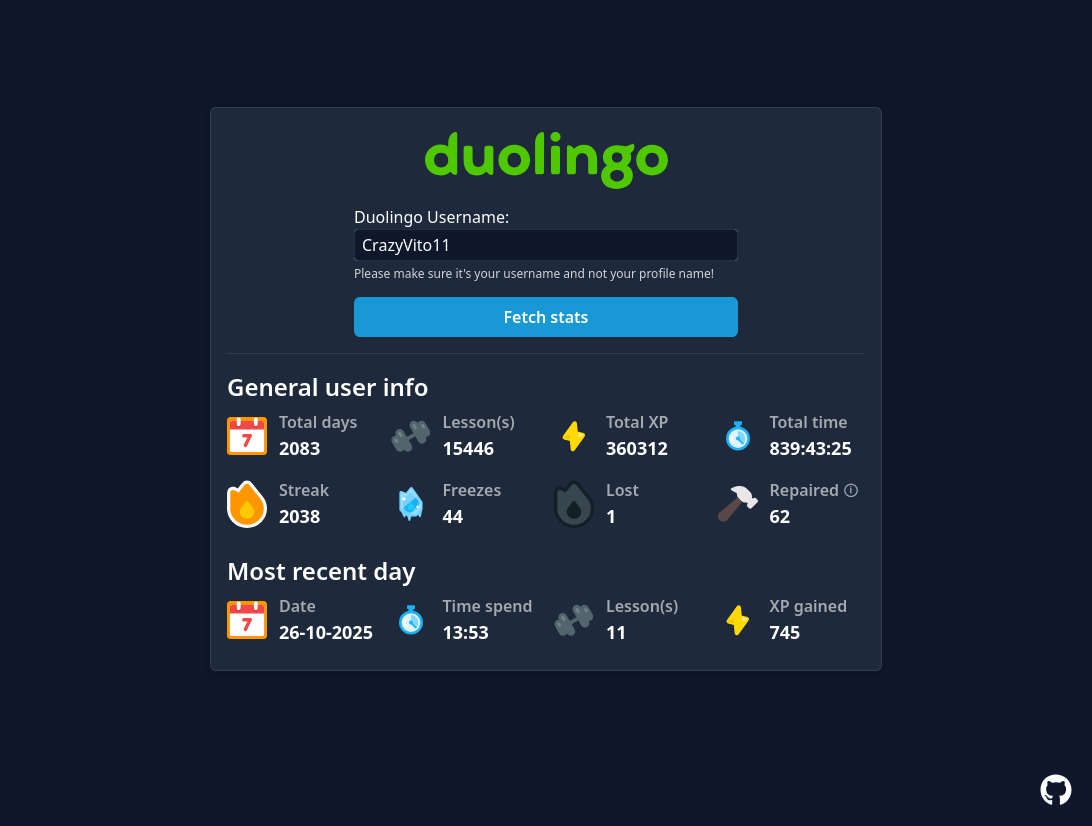 duolingo
Duolingo Username:
CrazyVito11
Please make sure it's your username and not your profile name!
Fetch stats
General user info
Total days Lesson(s) Total XP Total time
7 2083 15446 360312 839:43:25
Streak Freezes Lost Repaired
2038 44 1 62
Most recent day
Date Time spend Lesson(s) XP gained
7 26-10-2025 13:53 11 745